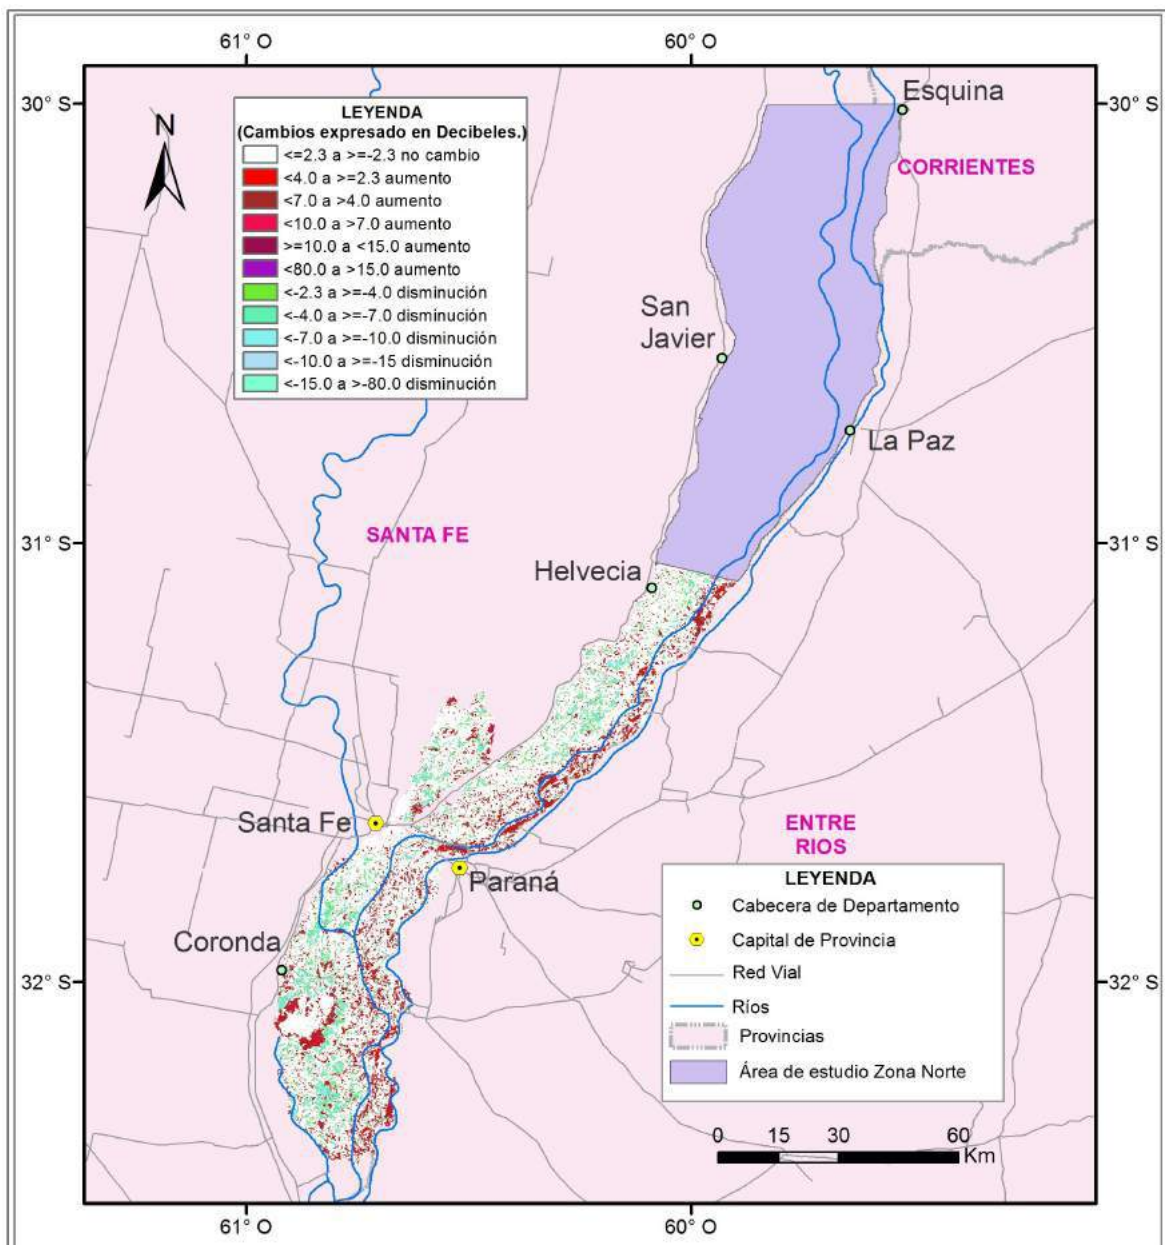 61° O
60° O
30° S
30° S
N
LEYENDA
(Cambios expresado en Decibeles.)
<=2.3 a >=-2.3 no cambio
<4.0 a >=2.3 aumento
<7.0 a >4.0 aumento
<10.0 a >7.0 aumento
>=10.0 a <15.0 aumento
<80.0 a >15.0 aumento
<-2.3 a >=-4.0 disminución
<-4.0 a >=-7.0 disminución
<-7.0 a >=-10.0 disminución
<-10.0 a >=-15 disminución
<-15.0 a >-80.0 disminución
Esquina
CORRIENTES
San
Javier
La Paz
SANTA FE
31° S
31° S
Helvecia
Santa Fe
Paraná
ENTRE
RIOS
Coronda
32° S
32° S
LEYENDA
Cabecera de Departamento
Capital de Provincia
Red Vial
Ríos
Provincias
Área de estudio Zona Norte
0 15 30 60
Km
61° O
60° O